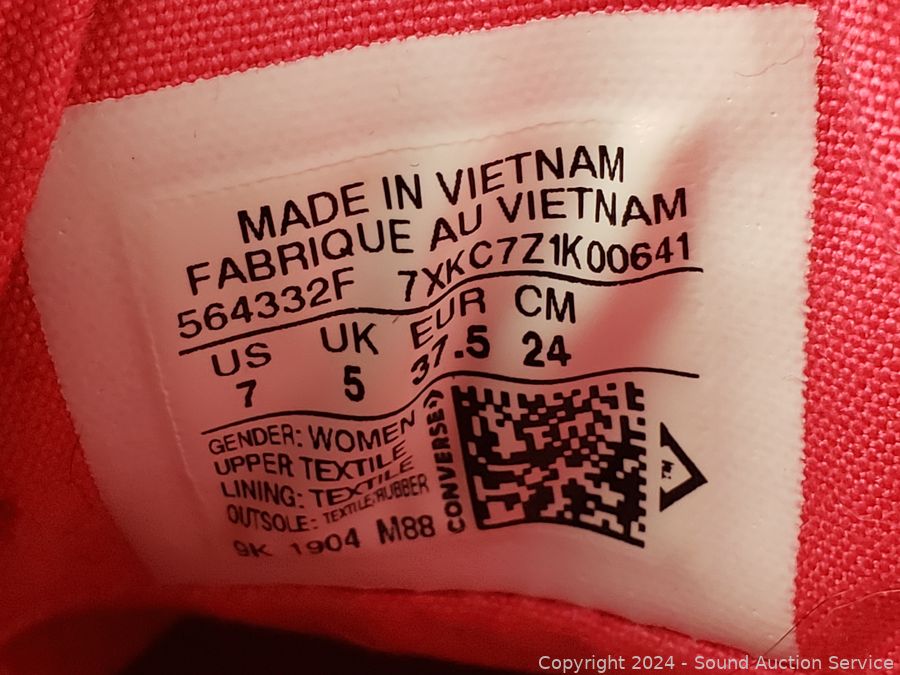 MADE IN VIETNAM
FABRIQUE AU VIETNAM
564332F 7XKC7Z1K00641
US UK EUR CM
7 5 37.5 24
GENDER: WOMEN
UPPER TEXTILE
LINING: TEXTILE
OUTSOLE: TEXTILE/RUBBER
9K 1904 M88
CONVERSE
TM
Copyright © 2024 - Sound Auction Service